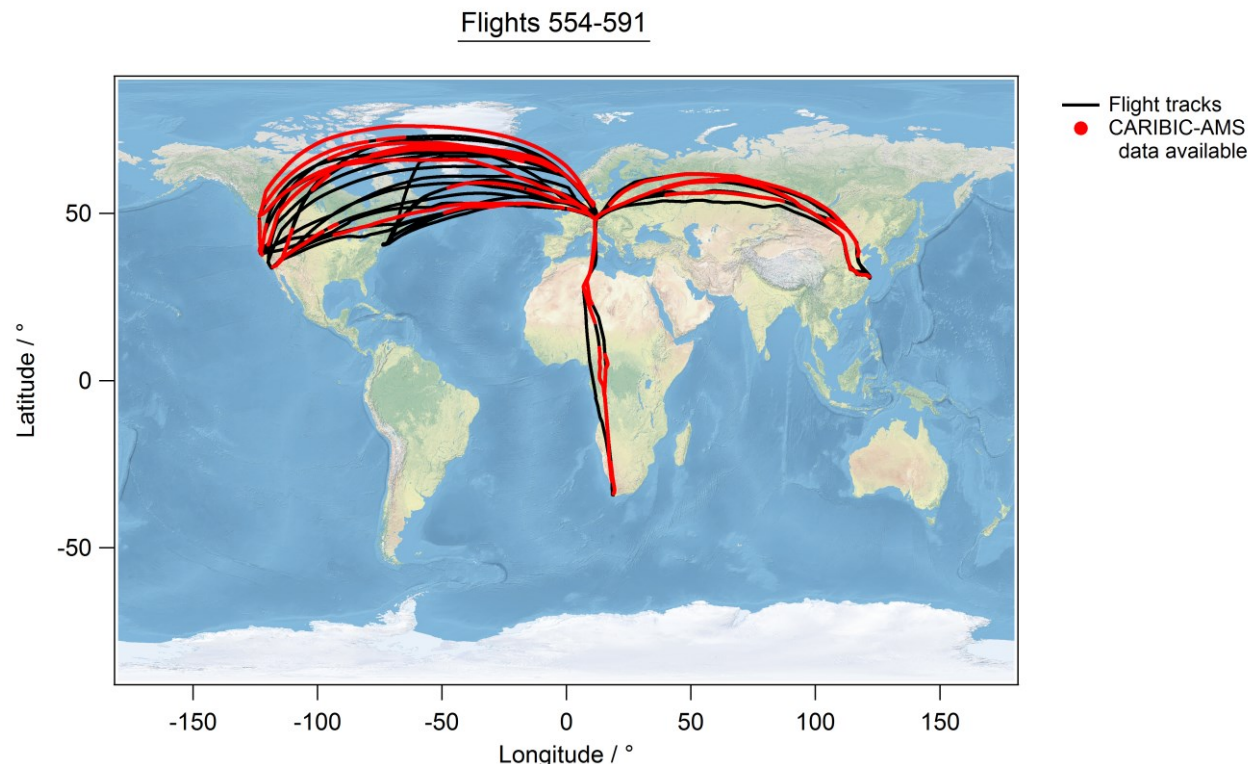 Flights 554-591
Flight tracks
CARIBIC-AMS
data available
50
0
-50
Latitude / °
-150
-100
-50
0
50
100
150
Longitude / °